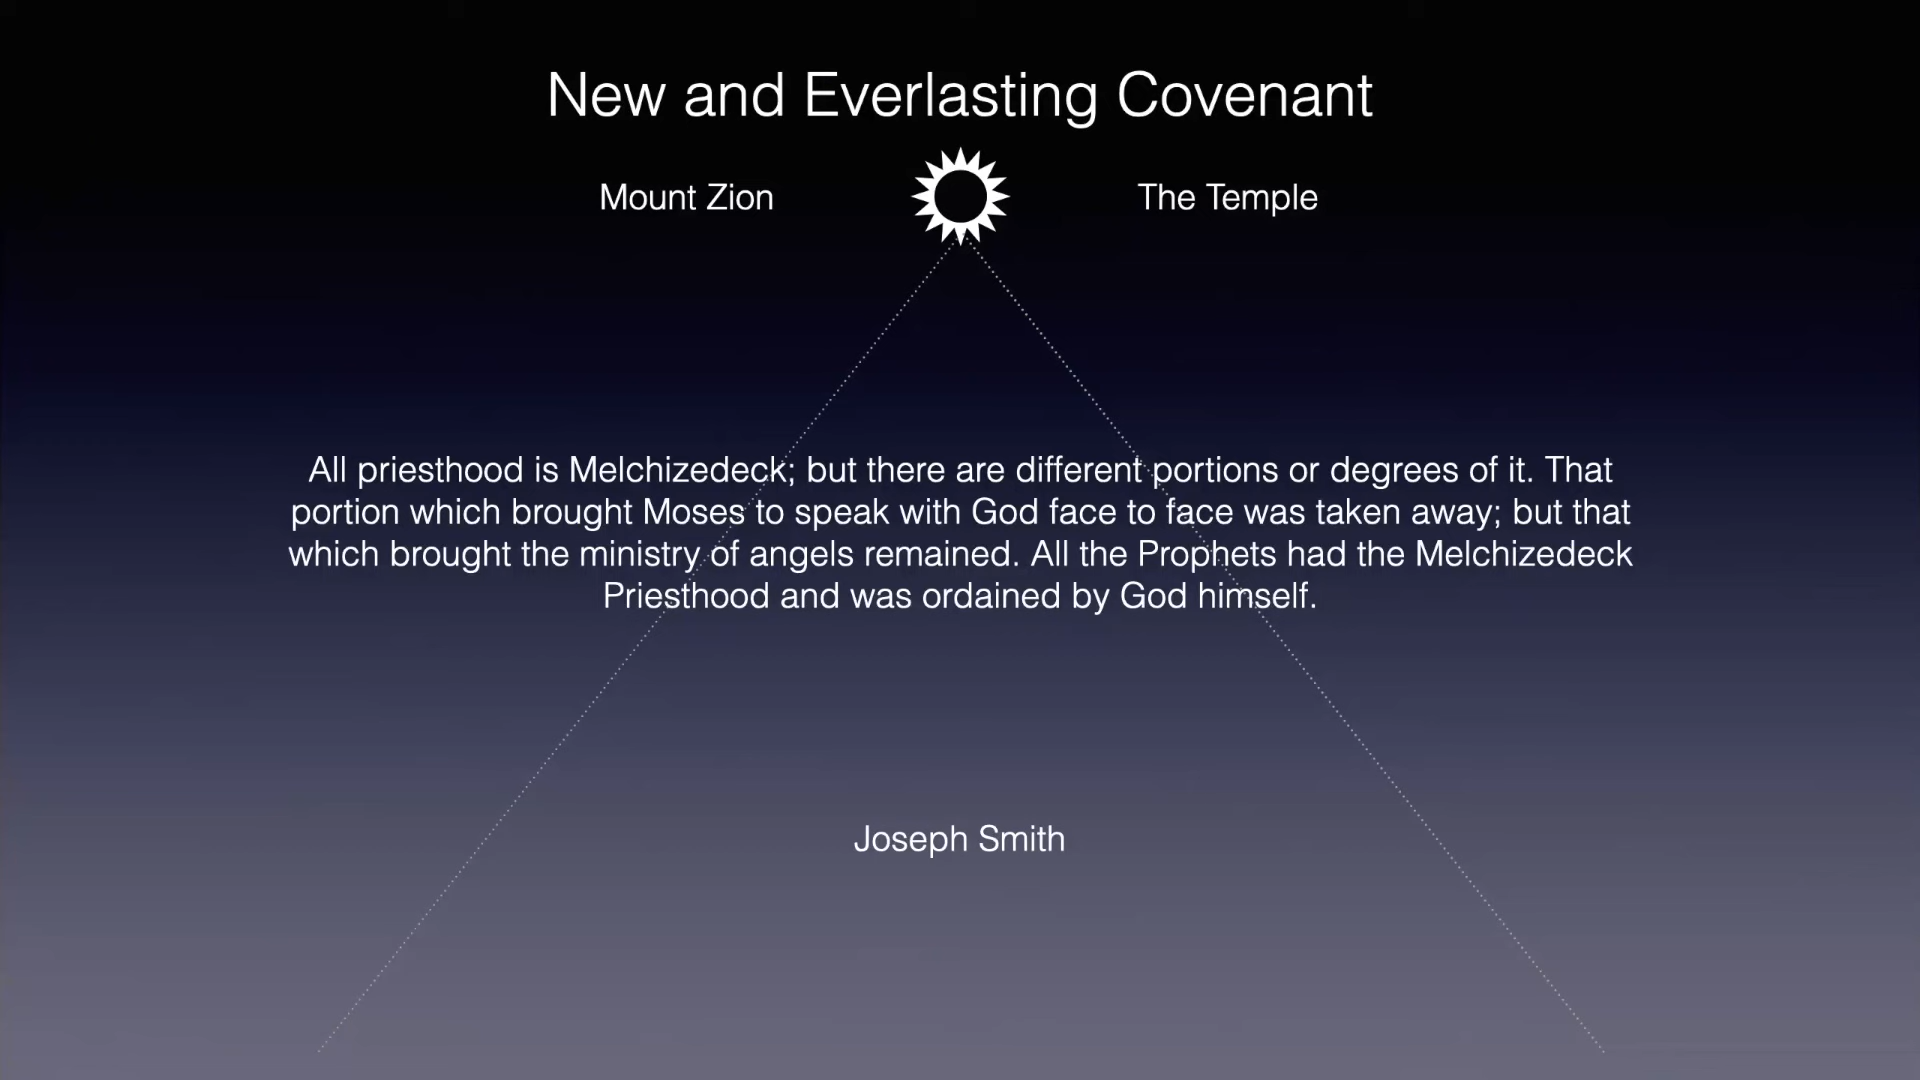 New and Everlasting Covenant
Mount Zion
The Temple
All priesthood is Melchizedeck; but there are different portions or degrees of it. That
portion which brought Moses to speak with God face to face was taken away; but that
which brought the ministry of angels remained. All the Prophets had the Melchizedeck
Priesthood and was ordained by God himself.
Joseph Smith